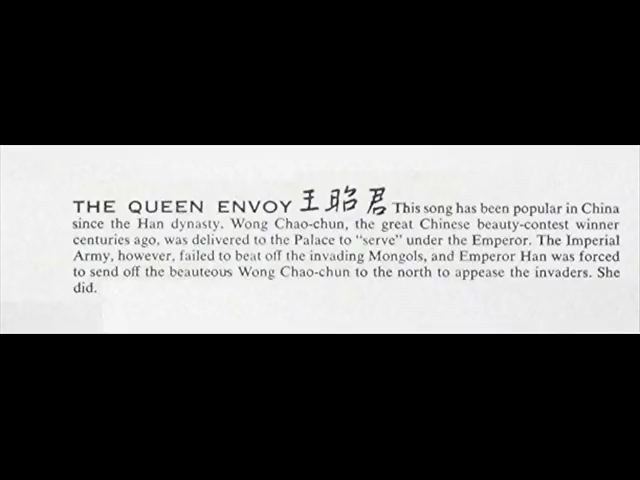 THE QUEEN ENVOY 王昭君 This song has been popular in China
since the Han dynasty. Wong Chao-chun, the great Chinese beauty-contest winner
centuries ago, was delivered to the Palace to “serve” under the Emperor. The Imperial
Army, however, failed to beat off the invading Mongols, and Emperor Han was forced
to send off the beauteous Wong Chao-chun to the north to appease the invaders. She
did.